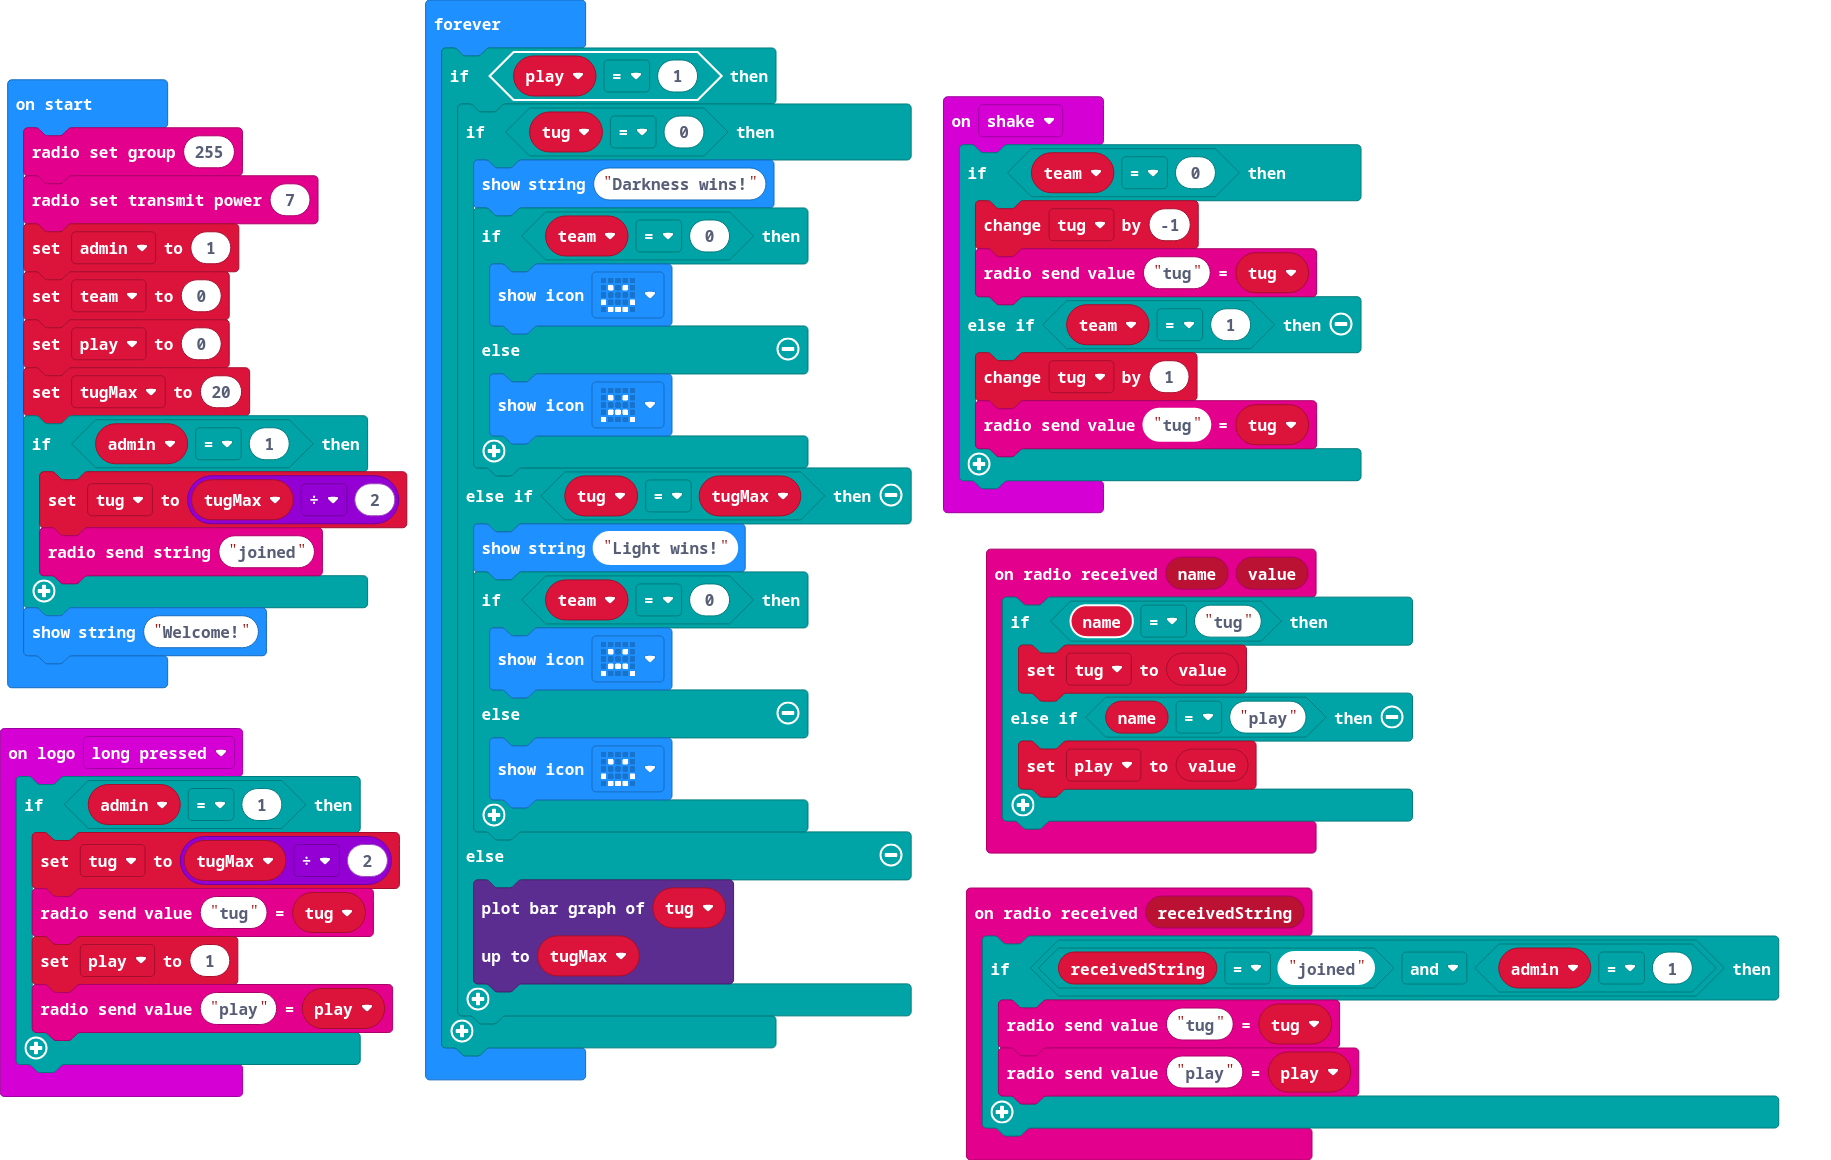 on start
radio set group 255
radio set transmit power 7
set admin to 1
set team to 0
set play to 0
set tugMax to 20
if admin = 1 then
set tug to tugMax ÷ 2
radio send string "joined"
show string "Welcome!"
on logo long pressed
if admin = 1 then
set tug to tugMax ÷ 2
radio send value "tug" = tug
set play to 1
radio send value "play" = play
forever
if play = 1 then
if tug = 0 then
show string "Darkness wins!"
if team = 0 then
show icon
else
show icon
else if tug = tugMax then
show string "Light wins!"
if team = 0 then
show icon
else
show icon
else
plot bar graph of tug
up to tugMax
on shake
if team = 0 then
change tug by -1
radio send value "tug" = tug
else if team = 1 then
change tug by 1
radio send value "tug" = tug
on radio received name value
if name = "tug" then
set tug to value
else if name = "play" then
set play to value
on radio received receivedString
if receivedString = "joined" and admin = 1 then
radio send value "tug" = tug
radio send value "play" = play